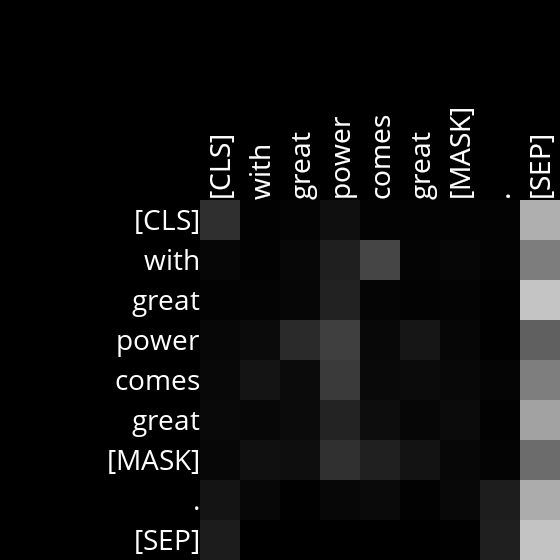 [CLS] with great power comes great [MASK] . [SEP]
[CLS]
with
great
power
comes
great
[MASK]
.
[SEP]